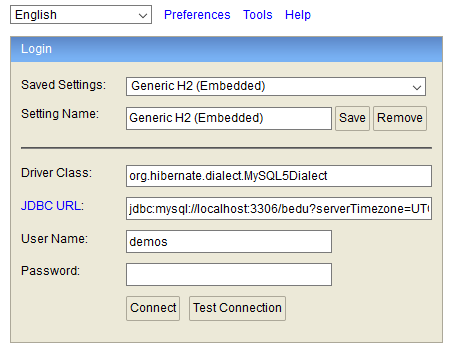 English Preferences Tools Help
Login
Saved Settings: Generic H2 (Embedded)
Setting Name: Generic H2 (Embedded) Save Remove
Driver Class: org.hibernate.dialect.MySQL5Dialect
JDBC URL: jdbc:mysql://localhost:3306/bedu?serverTimezone=UT
User Name: demos
Password:
Connect Test Connection